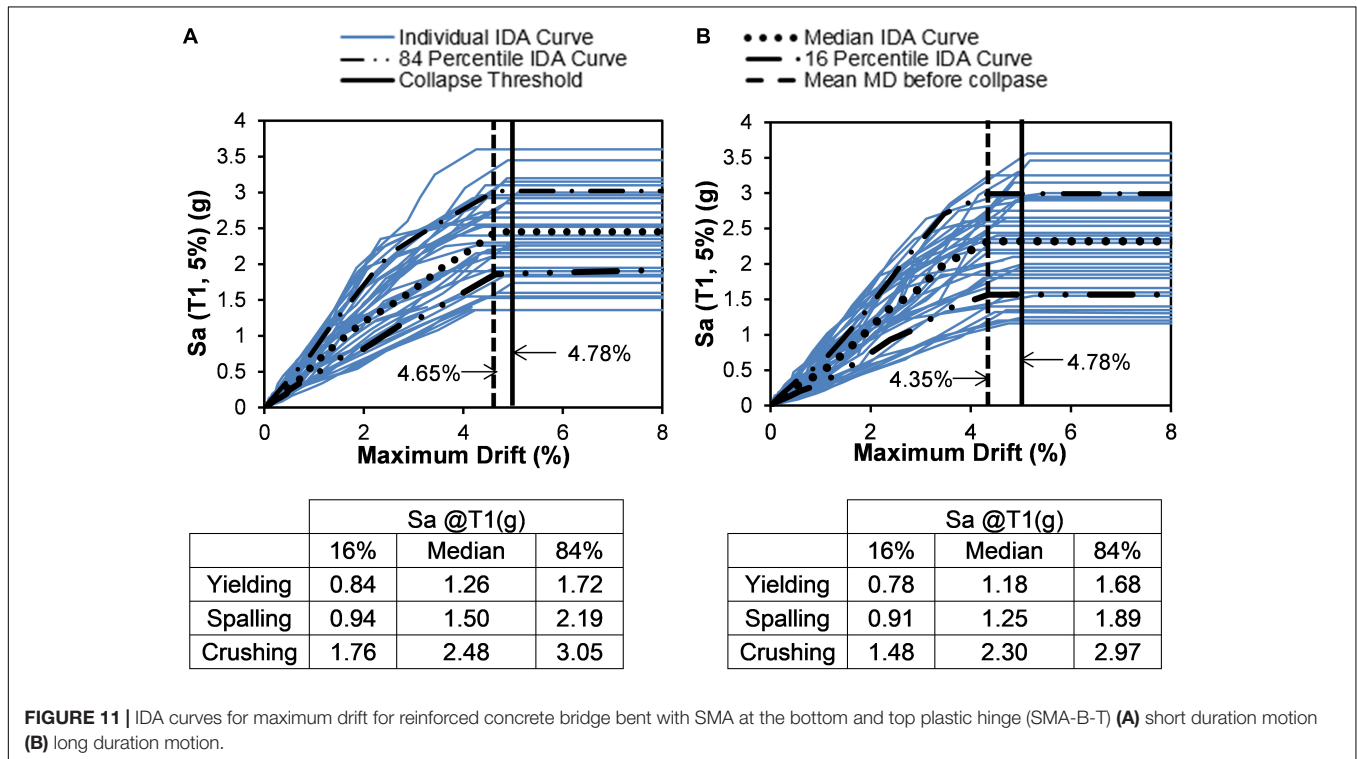 A
Individual IDA Curve
84 Percentile IDA Curve
Collapse Threshold
B
Median IDA Curve
16 Percentile IDA Curve
Mean MD before collpase
Sa (T1, 5%) (g)
4
3.5
3
2.5
2
1.5
1
0.5
0
4.65%
4.78%
0 2 4 6 8
Maximum Drift (%)
Sa (T1, 5%) (g)
4
3.5
3
2.5
2
1.5
1
0.5
0
4.35%
4.78%
0 2 4 6 8
Maximum Drift (%)
Sa @T1(g)
16% Median 84%
Yielding 0.84 1.26 1.72
Spalling 0.94 1.50 2.19
Crushing 1.76 2.48 3.05
Sa @T1(g)
16% Median 84%
Yielding 0.78 1.18 1.68
Spalling 0.91 1.25 1.89
Crushing 1.48 2.30 2.97
FIGURE 11 | IDA curves for maximum drift for reinforced concrete bridge bent with SMA at the bottom and top plastic hinge (SMA-B-T) (A) short duration motion
(B) long duration motion.